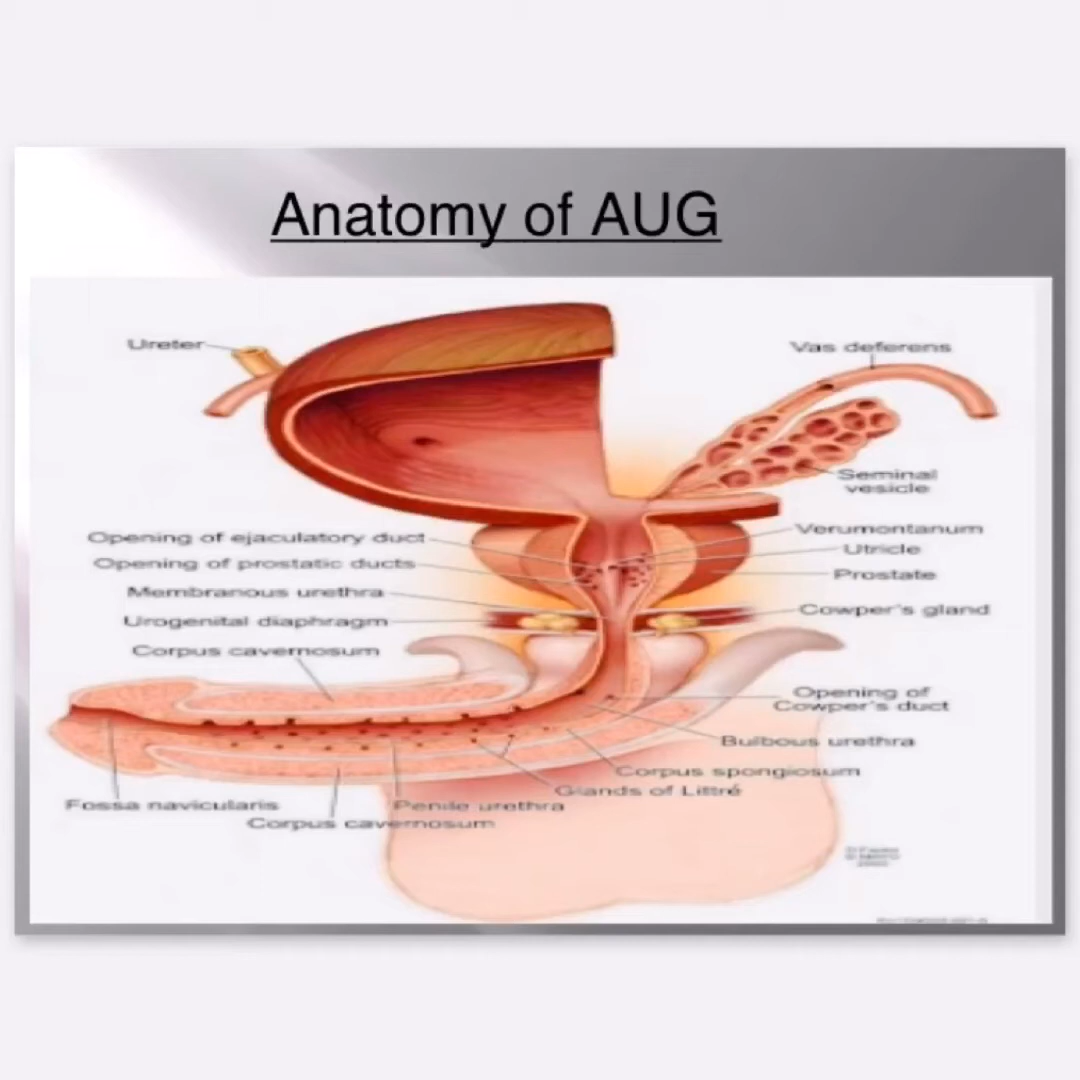 Anatomy of AUG
Ureter
Vas deferens
Seminal
vesicle
Opening of ejaculatory duct
Verumontanum
Opening of prostatic ducts
Utricle
Membranous urethra
Prostate
Urogenital diaphragm
Cowper's gland
Corpus cavernosum
Opening of
Cowper's duct
Bulbous urethra
Corpus spongiosum
Glands of Littré
Fossa navicularis
Penile urethra
Corpus cavernosum